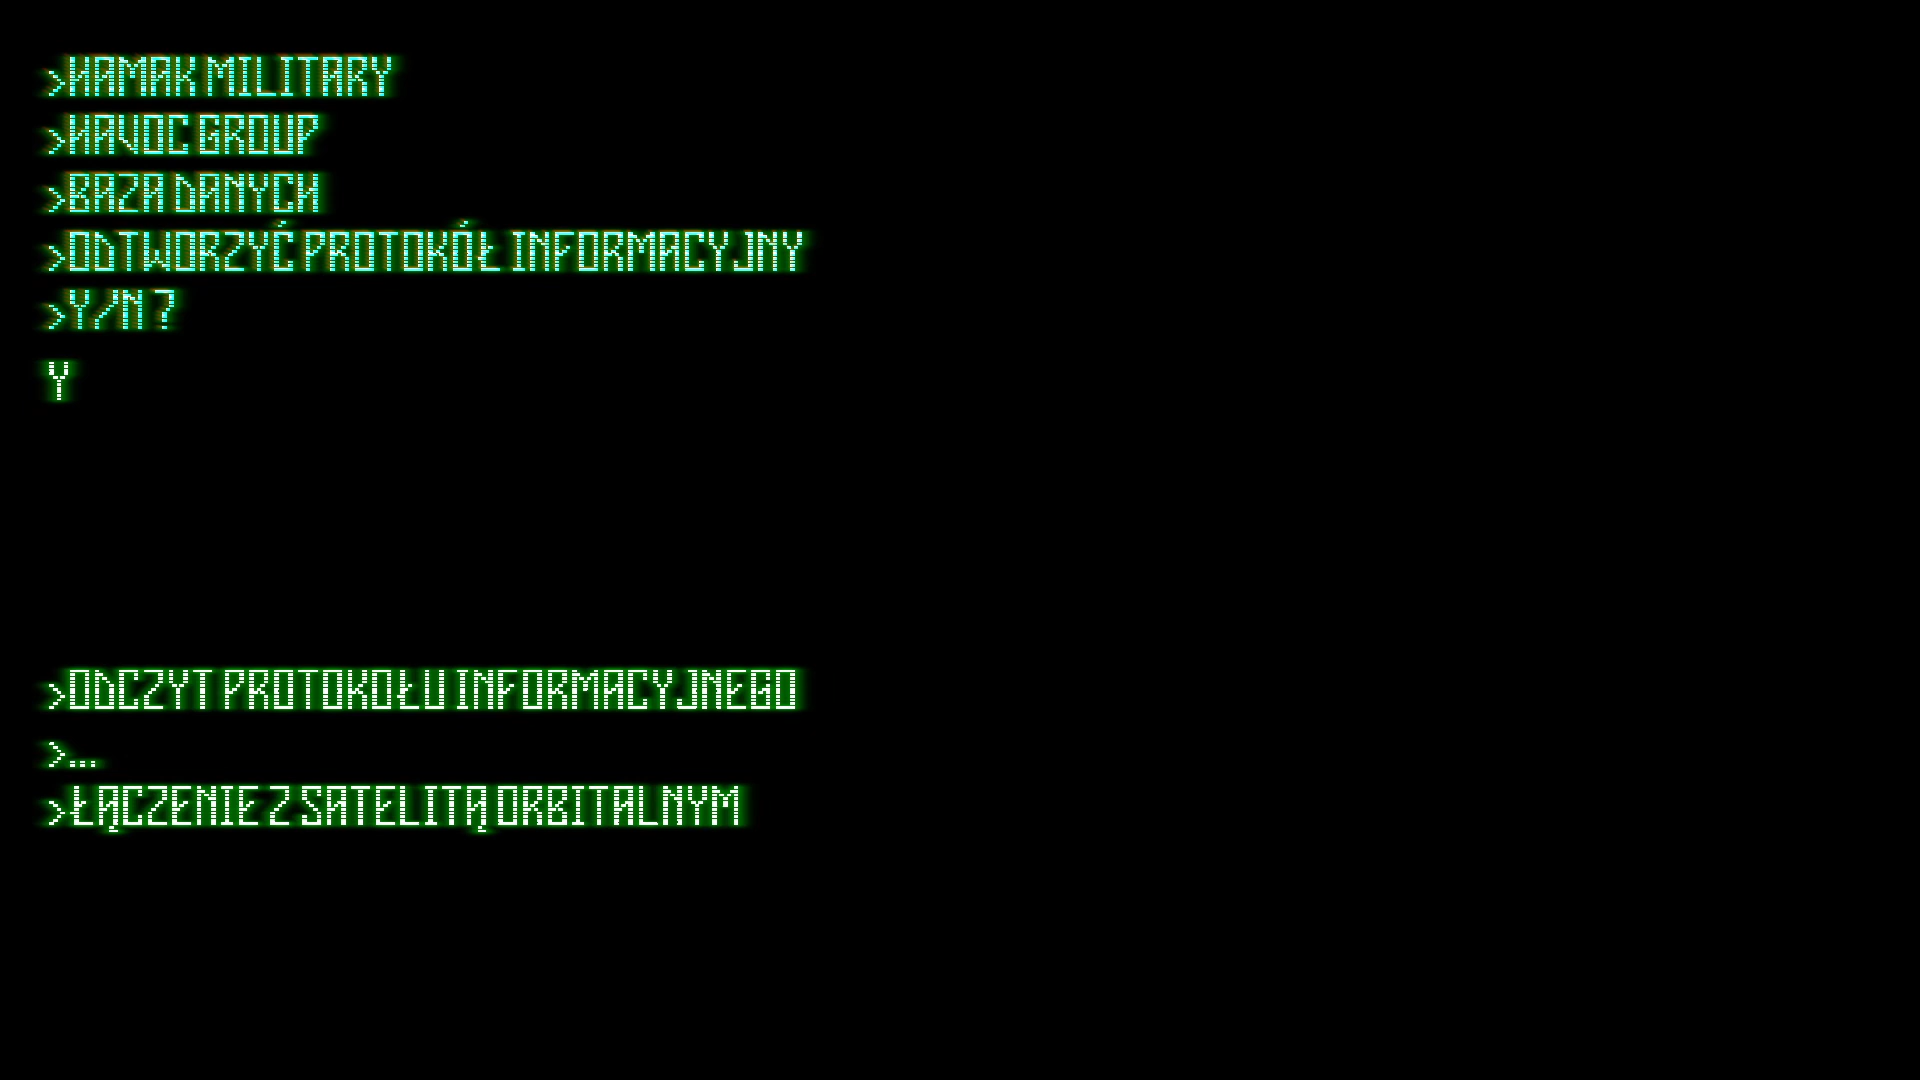 >HAMAK MILITARY
>HAVOC GROUP
>BAZA DANYCH
>ODTWORZYĆ PROTOKÓŁ INFORMACYJNY
>Y/N ?
Y
>ODCZYT PROTOKOŁU INFORMACYJNEGO
>...
>ŁĄCZENIE Z SATELITĄ ORBITALNYM